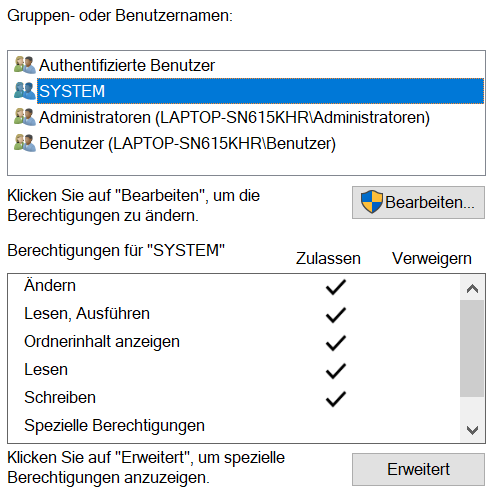 Gruppen- oder Benutzernamen:
Authentifizierte Benutzer
SYSTEM
Administratoren (LAPTOP-SN615KHR\Administratoren)
Benutzer (LAPTOP-SN615KHR\Benutzer)
Klicken Sie auf "Bearbeiten", um die
Berechtigungen zu ändern.
Bearbeiten...
Berechtigungen für "SYSTEM"
Zulassen
Verweigern
Ändern
Lesen, Ausführen
Ordnerinhalt anzeigen
Lesen
Schreiben
Spezielle Berechtigungen
Klicken Sie auf "Erweitert", um spezielle
Berechtigungen anzuzeigen.
Erweitert